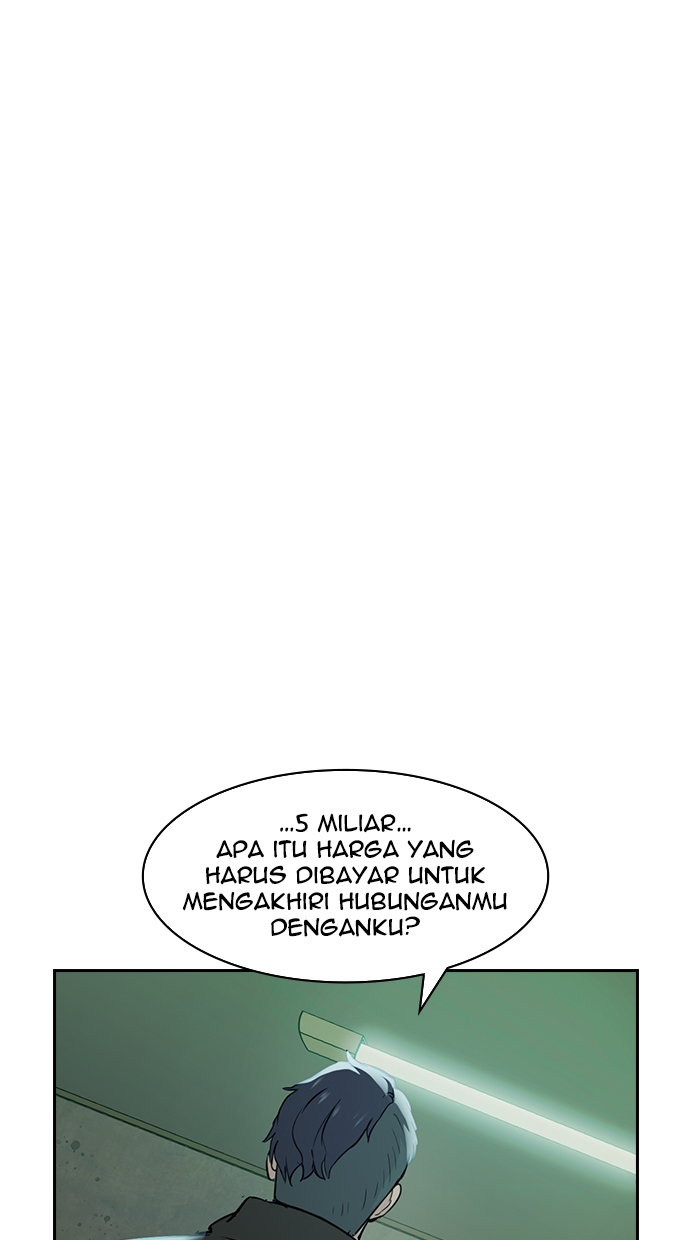 ...5 MILIAR...
APA ITU HARGA YANG
HARUS DIBAYAR UNTUK
MENGAKHIRI HUBUNGANMU
DENGANKU?